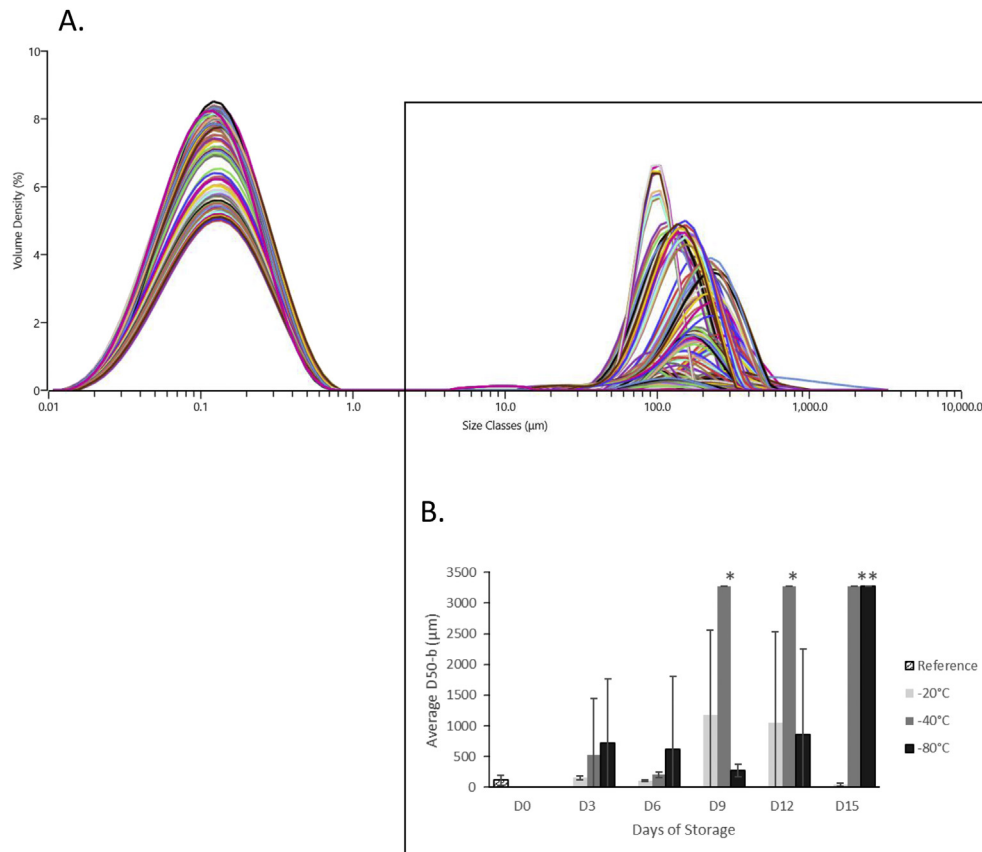 A.
10
8
6
4
2
0
Volume Density (%)
0.01 0.1 1.0 10.0 100.0 1,000.0 10,000.0
Size Classes (µm)
B.
3500
3000
2500
2000
1500
1000
500
0
Average D50-b (µm)
* * **
Reference
-20°C
-40°C
-80°C
D0 D3 D6 D9 D12 D15
Days of Storage